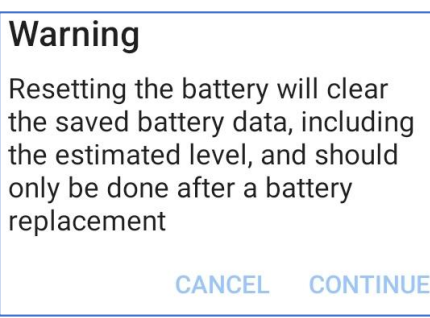 Warning
Resetting the battery will clear
the saved battery data, including
the estimated level, and should
only be done after a battery
replacement
CANCEL CONTINUE